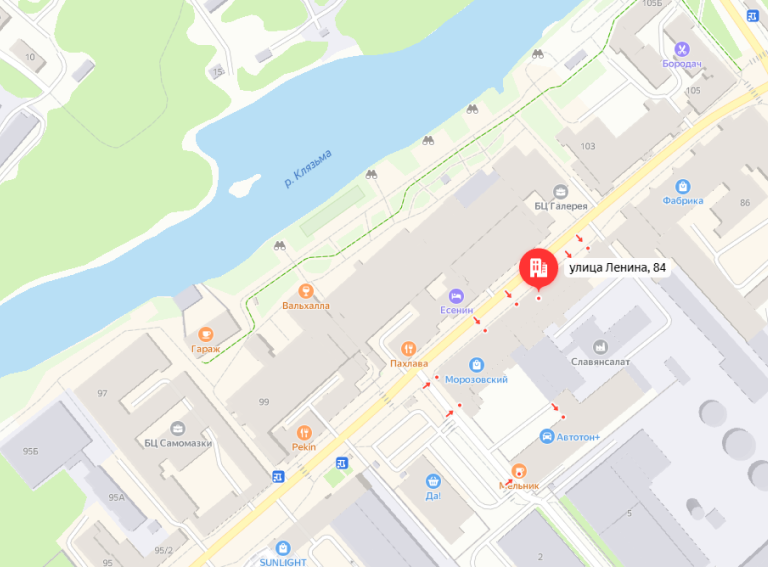 105Б
10
Бородач
15
105
103
р. Клязьма
Фабрика
БЦ Галерея
86
улица Ленина, 84
Вальхалла
Есенин
Гараж
Пахлава
Славянсалат
Морозовский
97
99
БЦ Самомазки
Pekin
Автотон+
95Б
Мельник
Да!
95А
5
95/2
95
SUNLIGHT
2